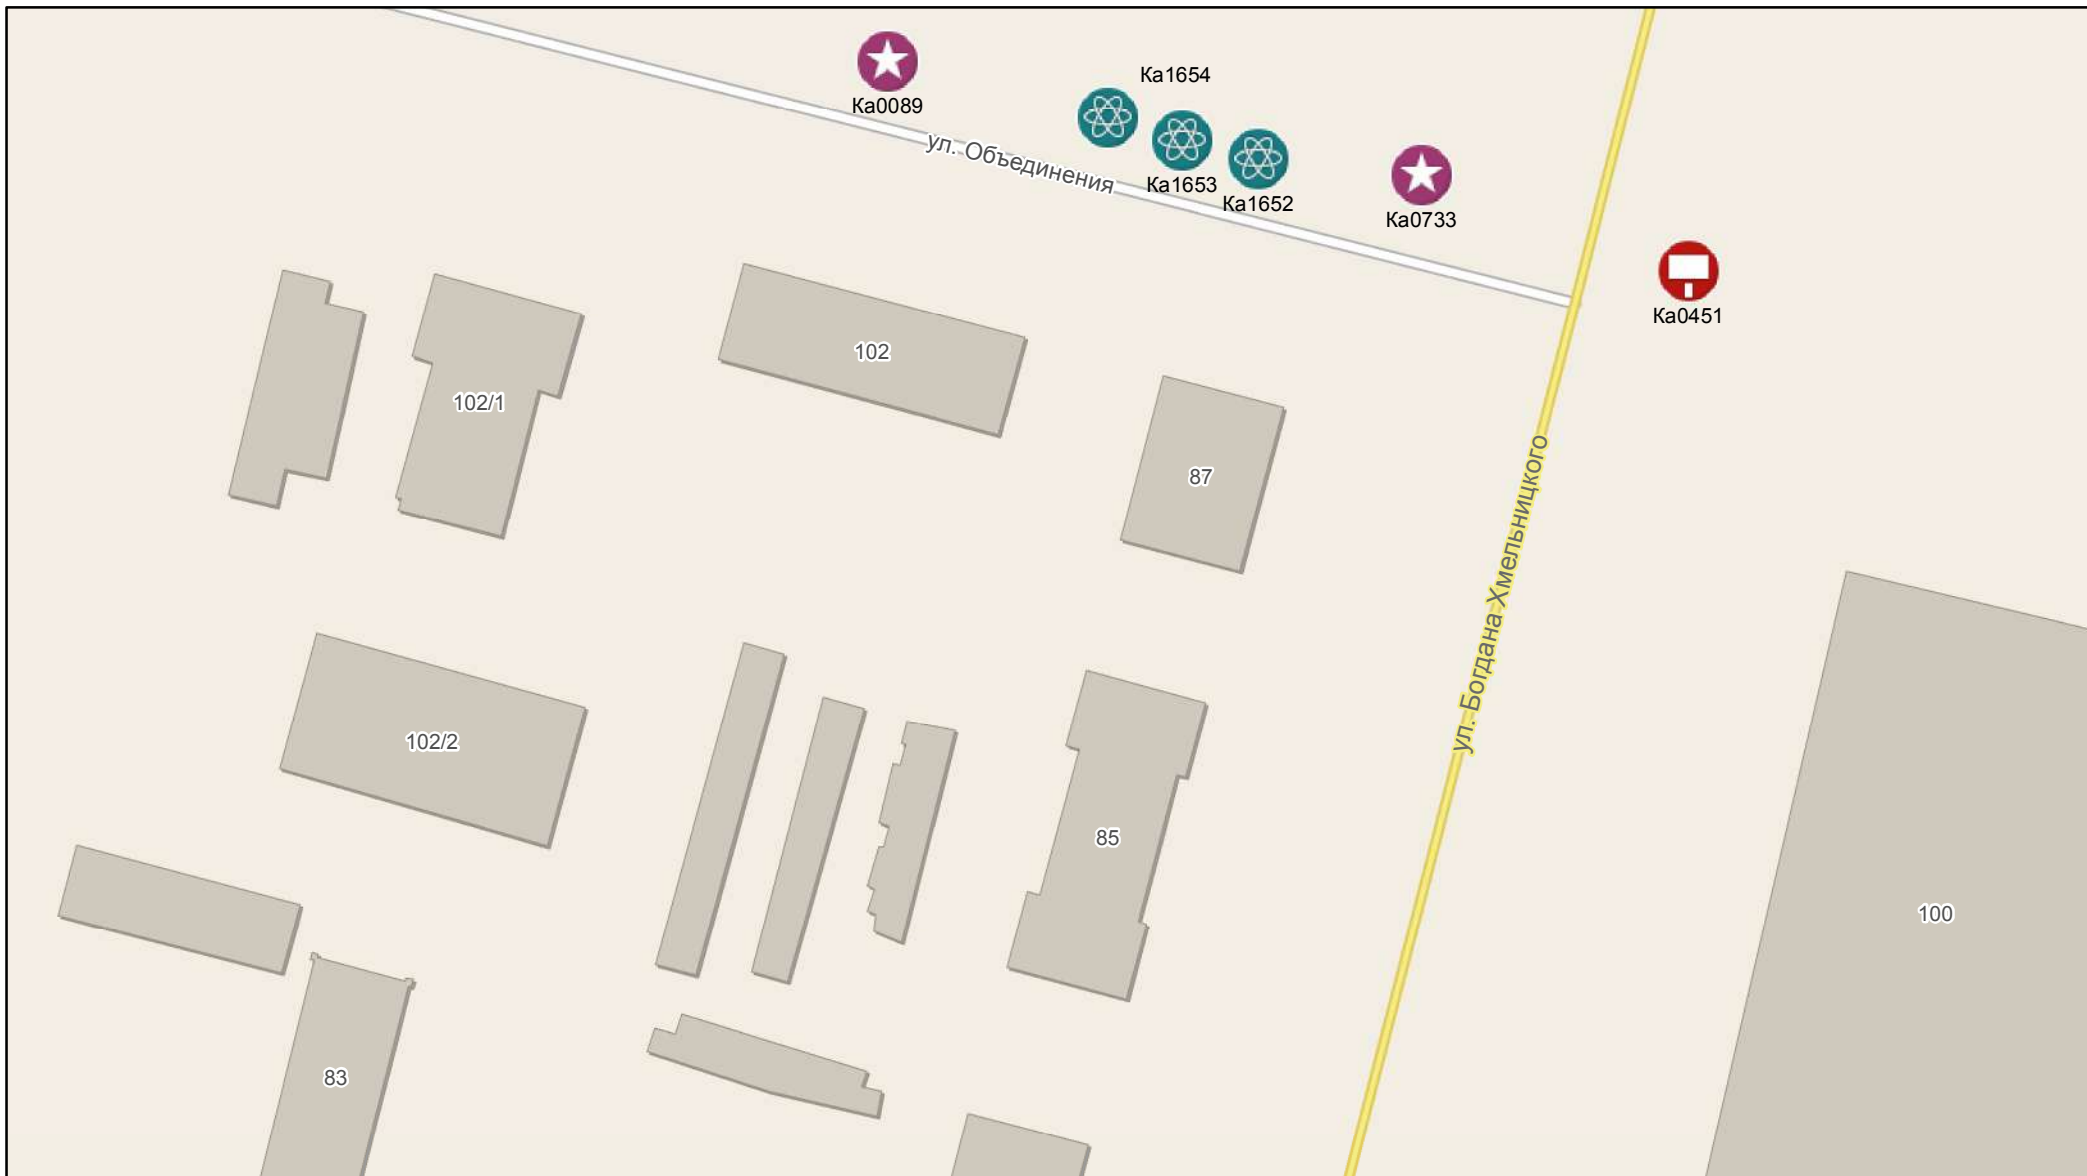 Ка1654
Ка0089
ул. Объединения
Ка1653
Ка1652
Ка0733
Ка0451
102
102/1
87
ул. Богдана Хмельницкого
102/2
85
100
83